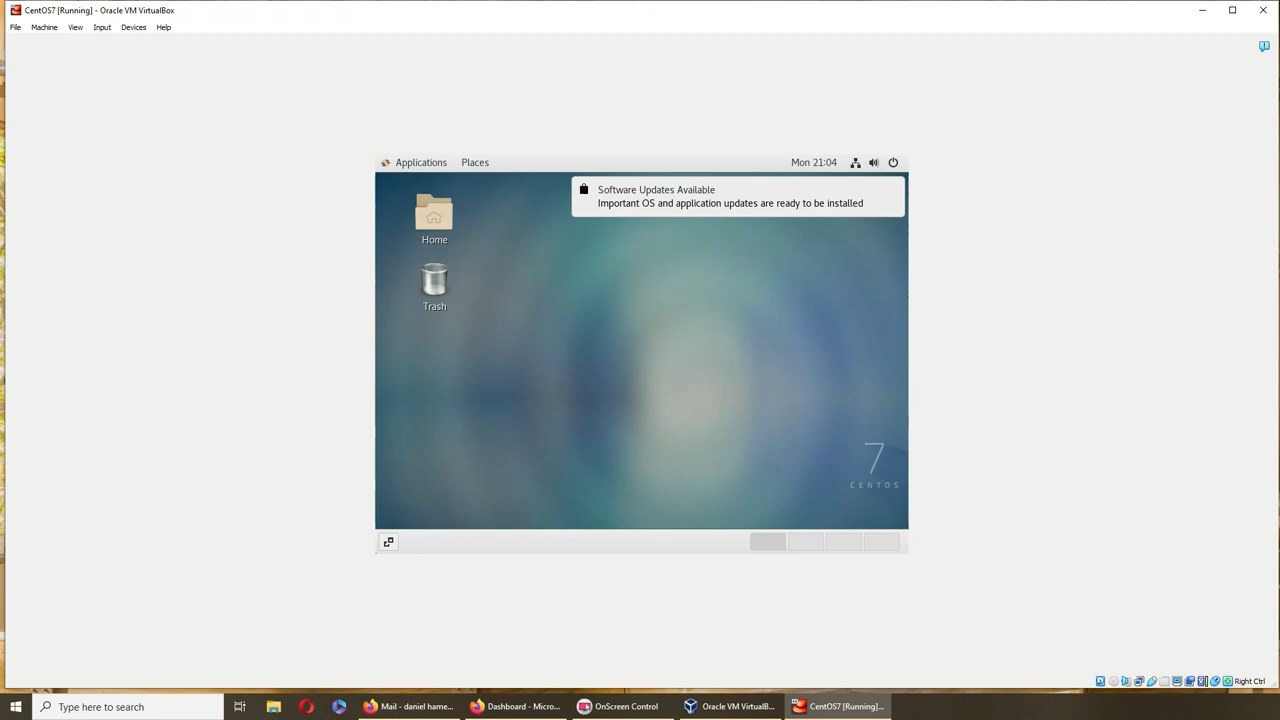 CentOS7 [Running] - Oracle VM VirtualBox
File Machine View Input Devices Help
Applications Places Mon 21:04
Software Updates Available
Important OS and application updates are ready to be installed
Home
Trash
7
CENTOS
Right Ctrl
Type here to search
Mail - daniel hame...
Dashboard - Micro...
OnScreen Control
Oracle VM VirtualB...
CentOS7 [Running]...